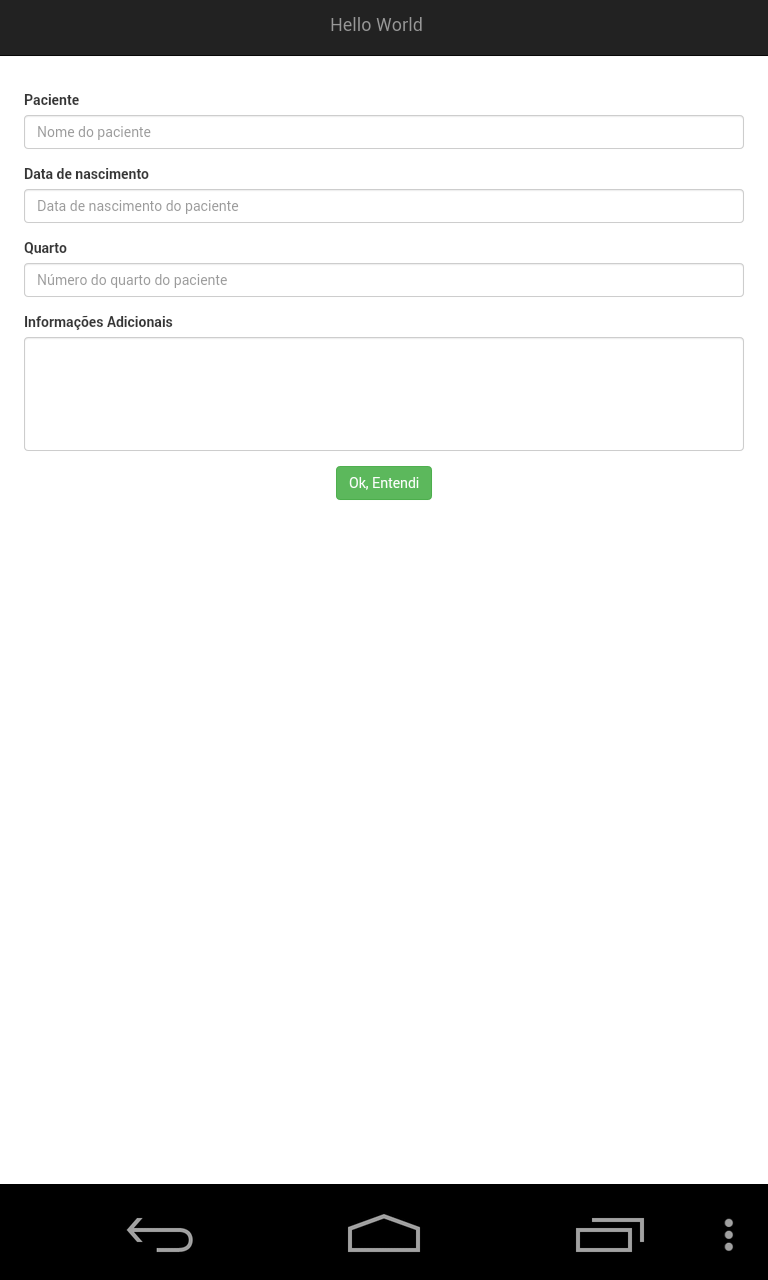 Hello World
Paciente
Nome do paciente
Data de nascimento
Data de nascimento do paciente
Quarto
Número do quarto do paciente
Informações Adicionais
Ok, Entendi